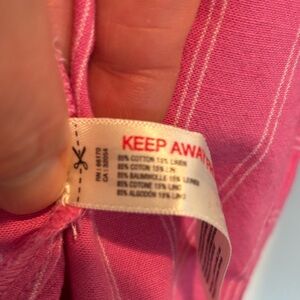 KEEP AWAY
85% COTTON 15% LINEN
85% COTON 15% LIN
85% BAUMWOLLE 15% LEINEN
85% COTONE 15% LINO
85% ALGODÓN 15% LINO